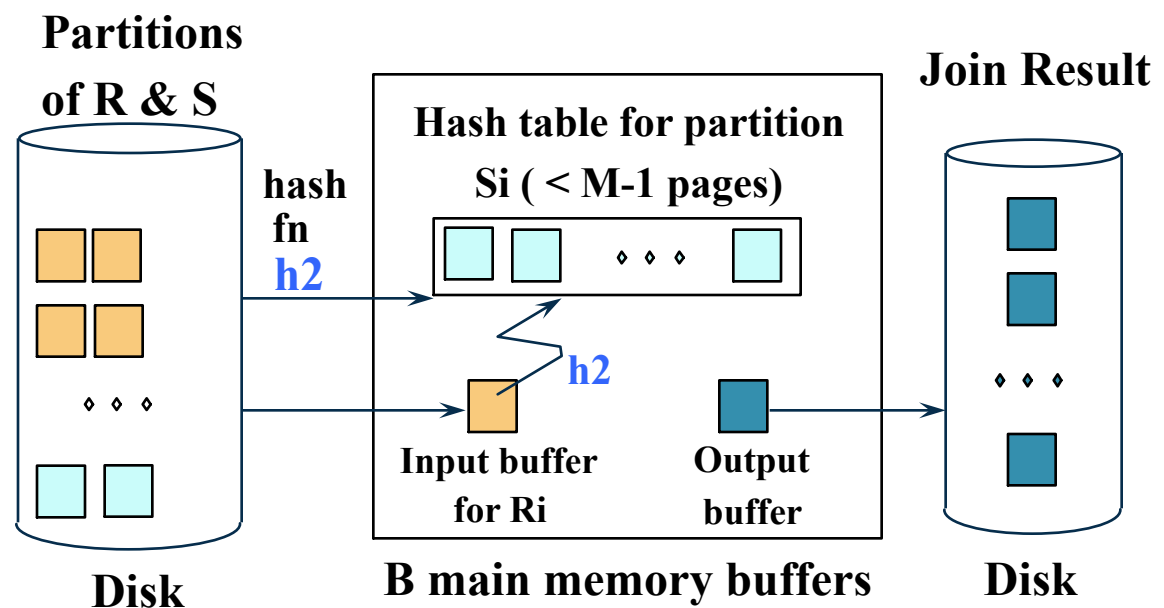 Partitions
of R & S
hash
fn
h2
Hash table for partition
Si ( < M-1 pages)
h2
Input buffer
for Ri
Output
buffer
Join Result
Disk
B main memory buffers
Disk